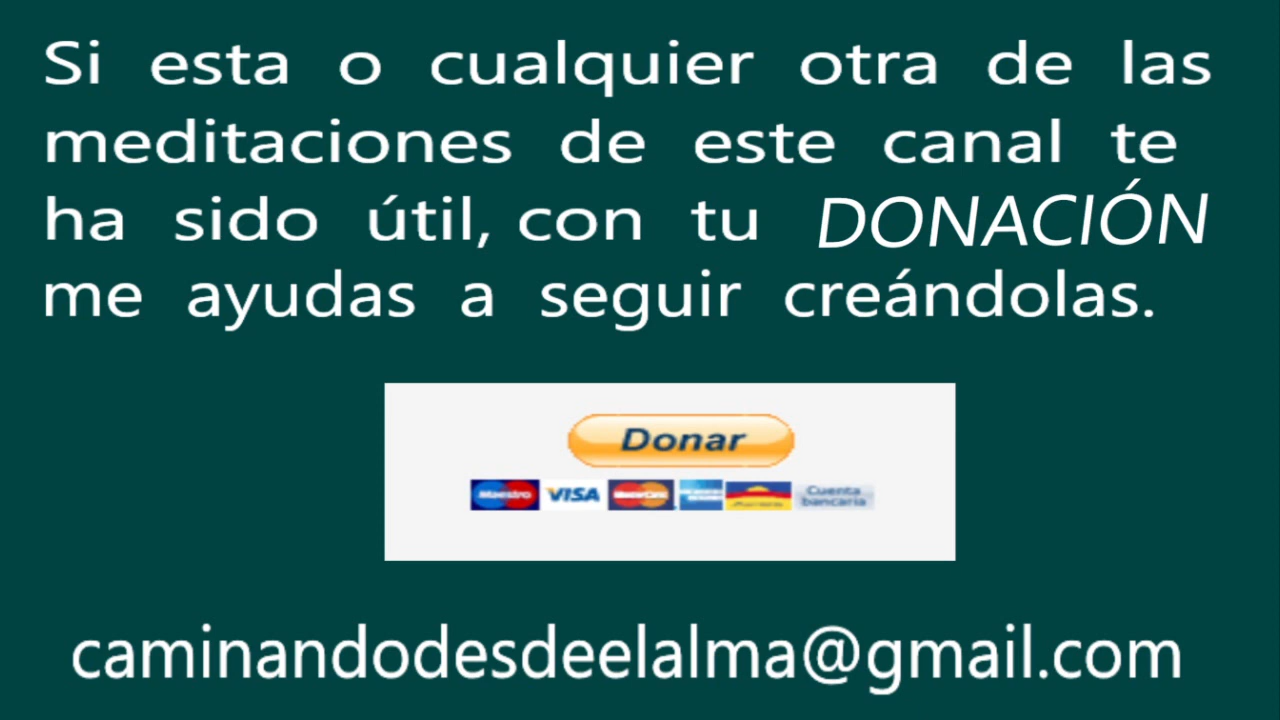 Si esta o cualquier otra de las
meditaciones de este canal te
ha sido útil, con tu DONACIÓN
me ayudas a seguir creándolas.
Donar
Maestro VISA MasterCard Cuenta
bancaria
caminandodesdeelalma@gmail.com